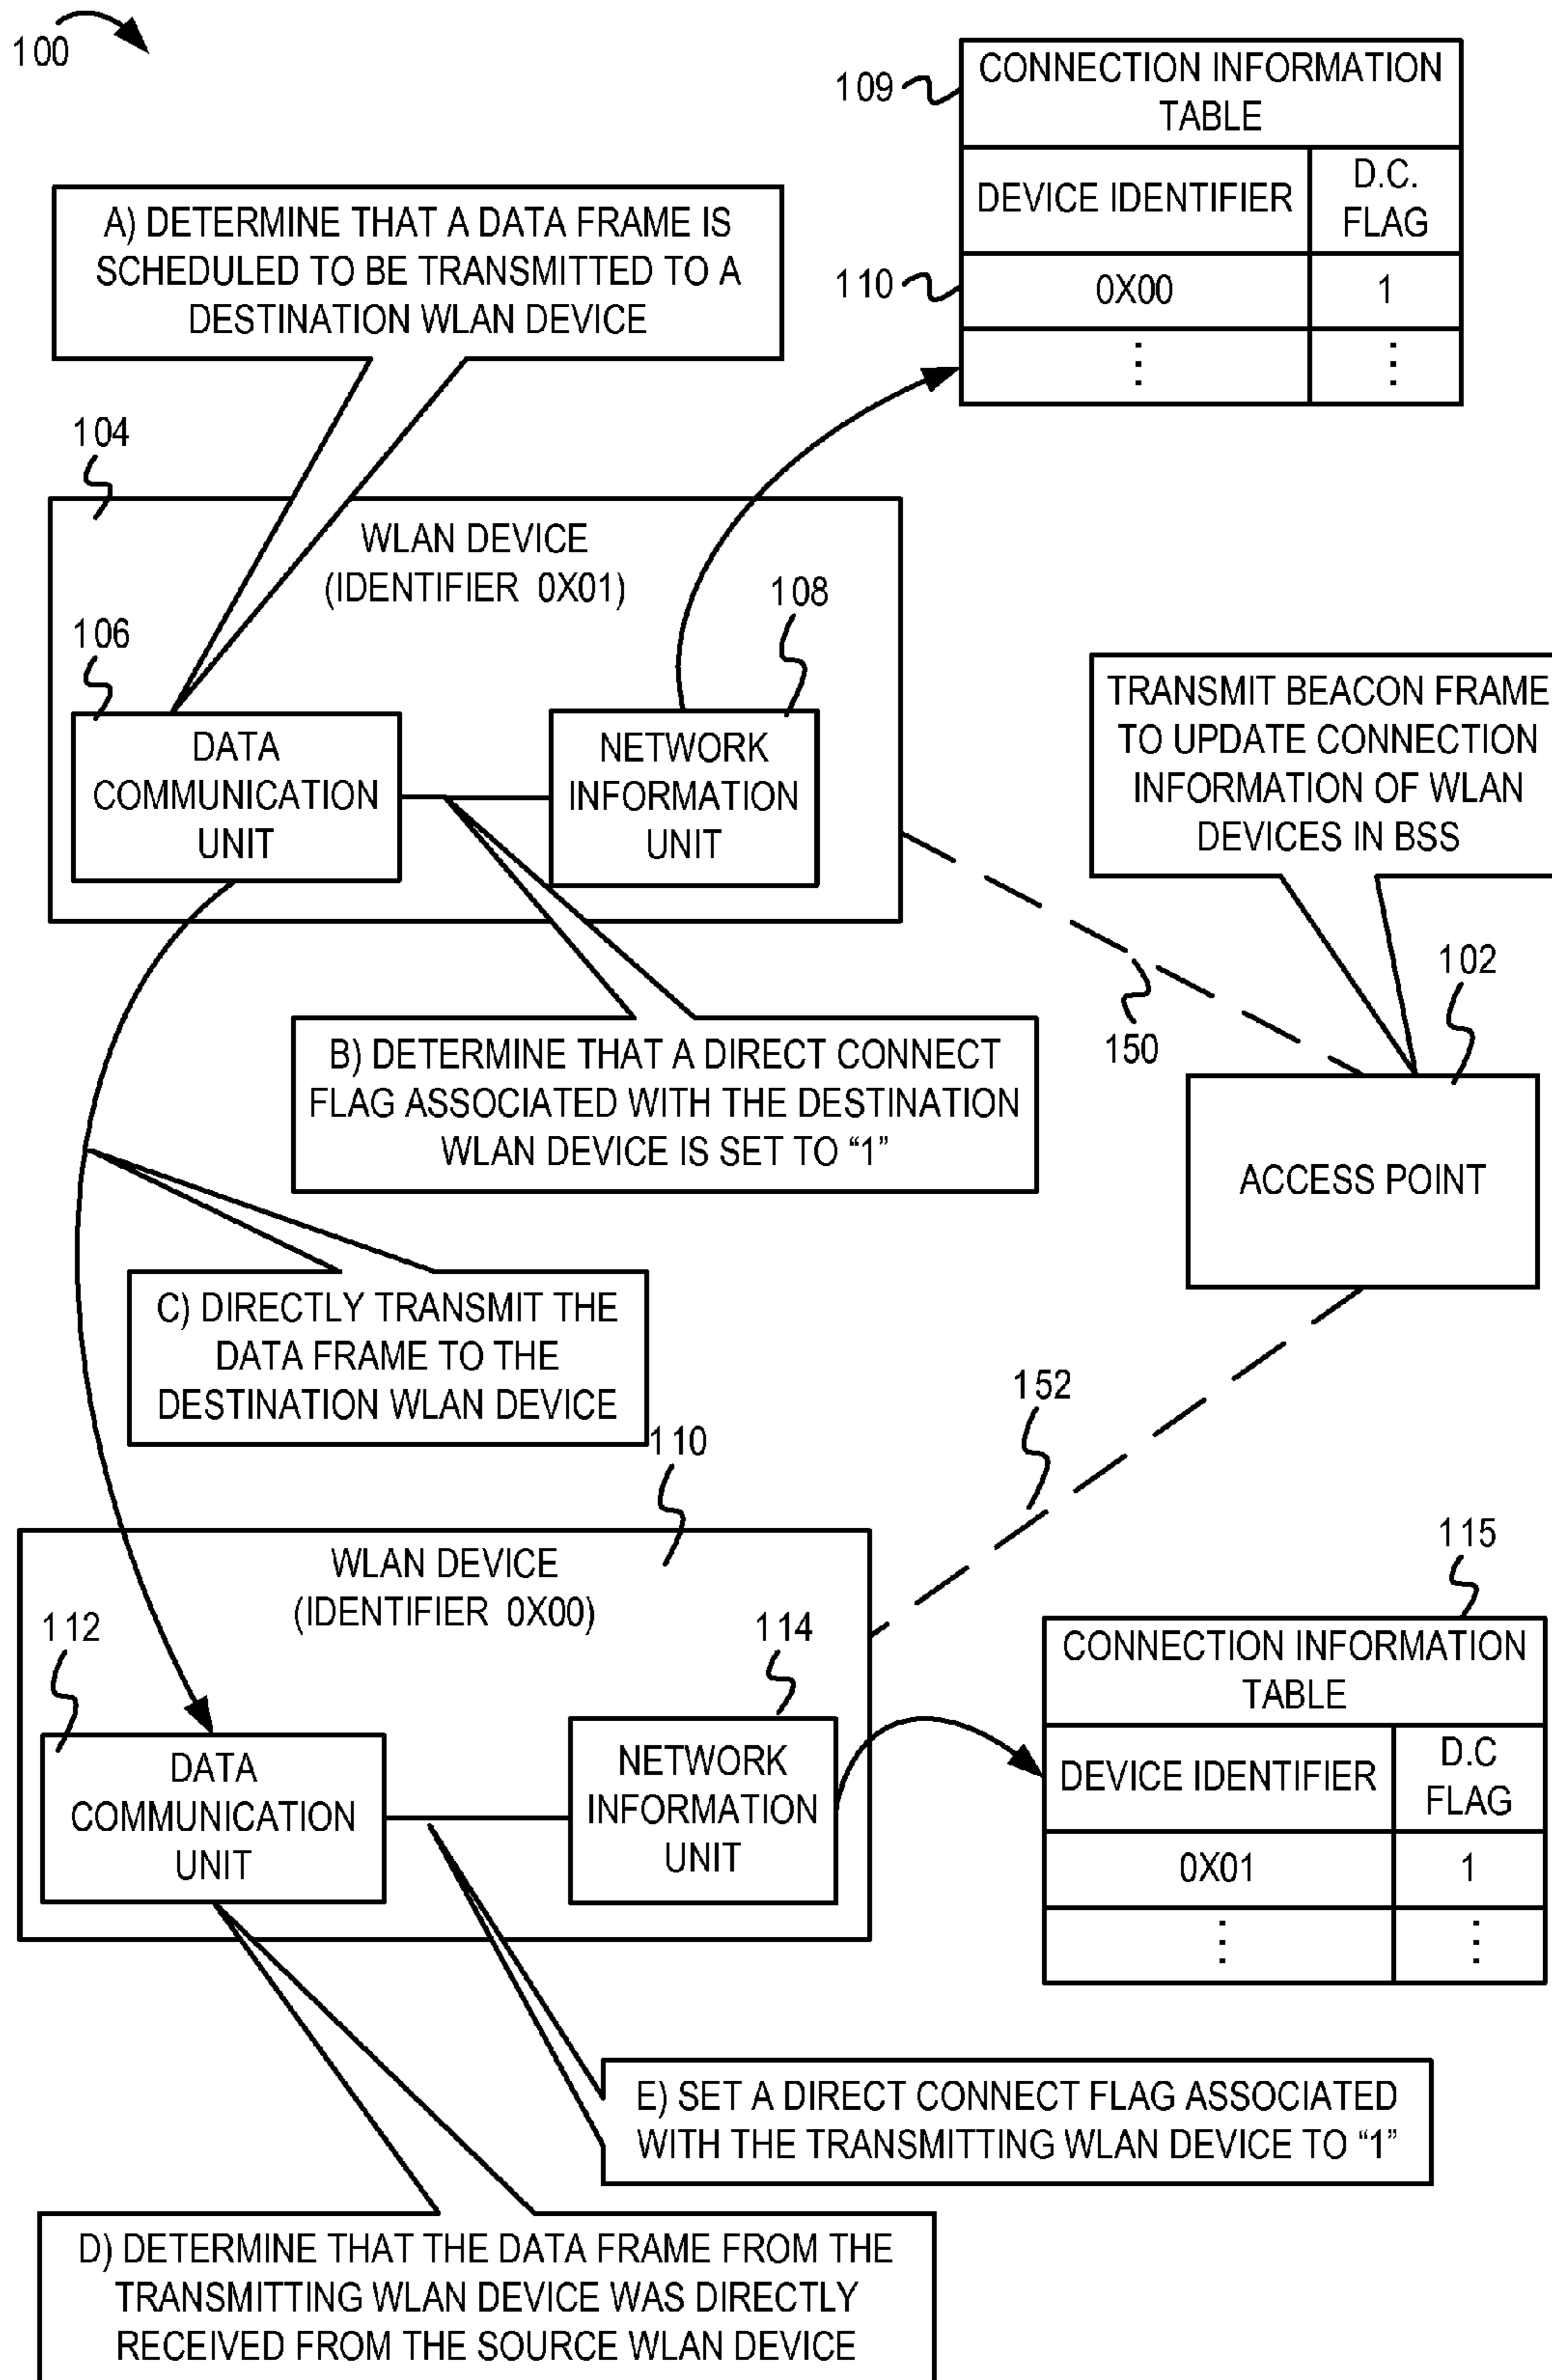 100
109
CONNECTION INFORMATION
TABLE
DEVICE IDENTIFIER
D.C.
FLAG
110
0X00
1
⋮
⋮
A) DETERMINE THAT A DATA FRAME IS
SCHEDULED TO BE TRANSMITTED TO A
DESTINATION WLAN DEVICE
104
WLAN DEVICE
(IDENTIFIER 0X01)
106
108
DATA
COMMUNICATION
UNIT
NETWORK
INFORMATION
UNIT
TRANSMIT BEACON FRAME
TO UPDATE CONNECTION
INFORMATION OF WLAN
DEVICES IN BSS
102
150
ACCESS POINT
B) DETERMINE THAT A DIRECT CONNECT
FLAG ASSOCIATED WITH THE DESTINATION
WLAN DEVICE IS SET TO “1”
C) DIRECTLY TRANSMIT THE
DATA FRAME TO THE
DESTINATION WLAN DEVICE
152
110
WLAN DEVICE
(IDENTIFIER 0X00)
112
114
DATA
COMMUNICATION
UNIT
NETWORK
INFORMATION
UNIT
115
CONNECTION INFORMATION
TABLE
DEVICE IDENTIFIER
D.C
FLAG
0X01
1
⋮
⋮
E) SET A DIRECT CONNECT FLAG ASSOCIATED
WITH THE TRANSMITTING WLAN DEVICE TO “1”
D) DETERMINE THAT THE DATA FRAME FROM THE
TRANSMITTING WLAN DEVICE WAS DIRECTLY
RECEIVED FROM THE SOURCE WLAN DEVICE